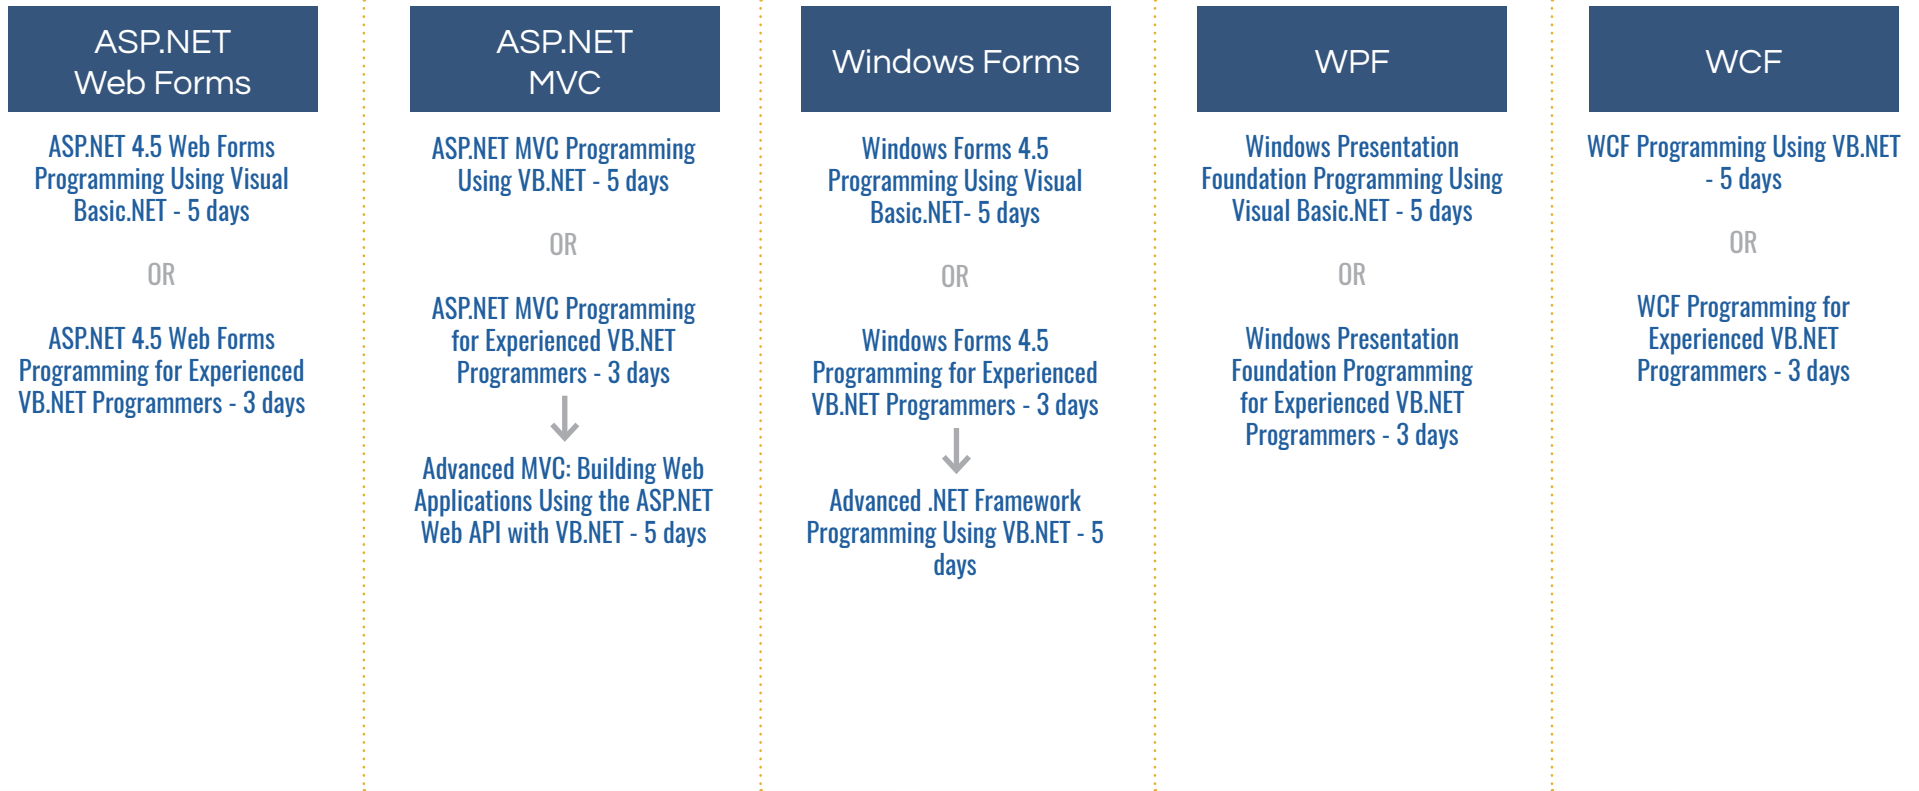 ASP.NET
Web Forms
ASP.NET 4.5 Web Forms
Programming Using Visual
Basic.NET - 5 days
OR
ASP.NET 4.5 Web Forms
Programming for Experienced
VB.NET Programmers - 3 days
ASP.NET
MVC
ASP.NET MVC Programming
Using VB.NET - 5 days
OR
ASP.NET MVC Programming
for Experienced VB.NET
Programmers - 3 days
Advanced MVC: Building Web
Applications Using the ASP.NET
Web API with VB.NET - 5 days
Windows Forms
Windows Forms 4.5
Programming Using Visual
Basic.NET- 5 days
OR
Windows Forms 4.5
Programming for Experienced
VB.NET Programmers - 3 days
Advanced .NET Framework
Programming Using VB.NET - 5
days
WPF
Windows Presentation
Foundation Programming Using
Visual Basic.NET - 5 days
OR
Windows Presentation
Foundation Programming
for Experienced VB.NET
Programmers - 3 days
WCF
WCF Programming Using VB.NET
- 5 days
OR
WCF Programming for
Experienced VB.NET
Programmers - 3 days